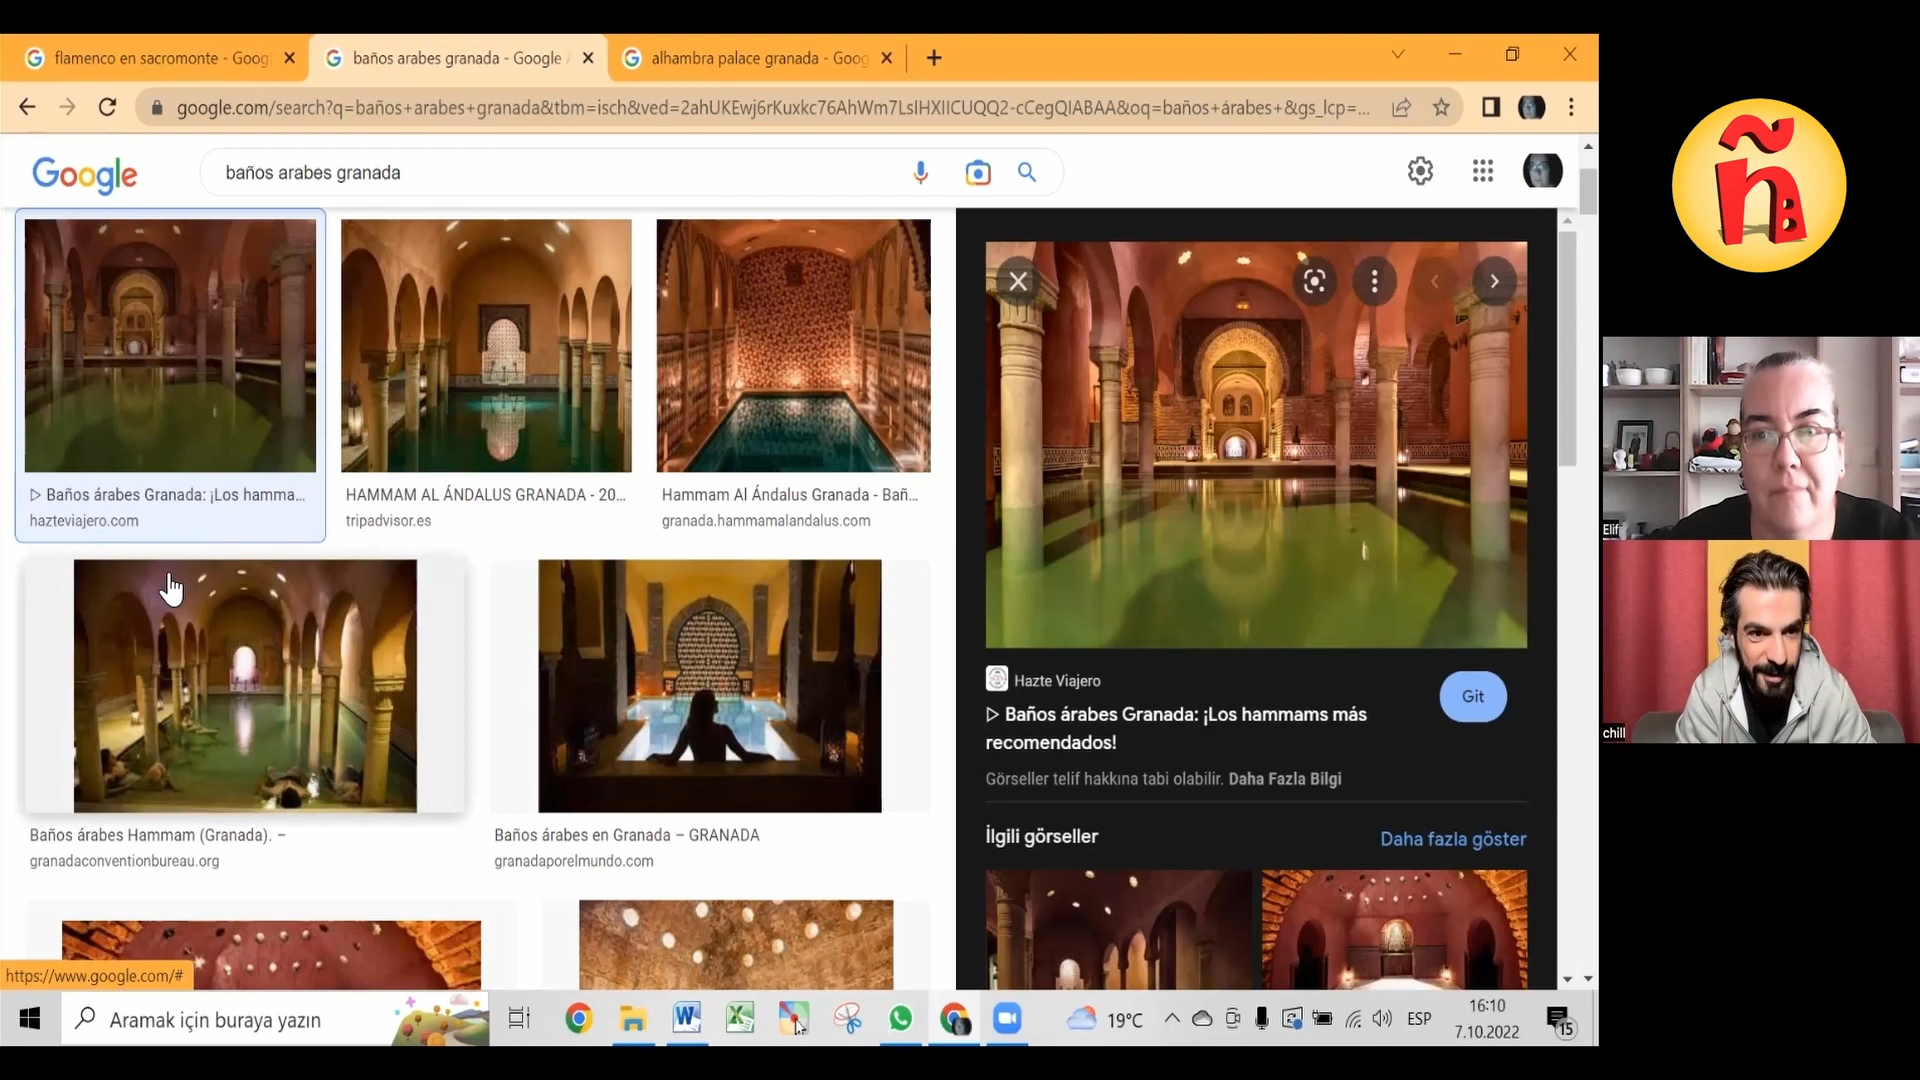 flamenco en sacromonte - Goog
baños arabes granada - Google
alhambra palace granada - Goog
google.com/search?q=baños+arabes+granada&tbm=isch&ved=2ahUKEwj6rKuxkc76AhWm7LsIHXIICUQQ2-cCegQIABAA&oq=baños+árabes+&gs_lcp=...
Google
baños arabes granada
▷ Baños árabes Granada: ¡Los hamma...
hazteviajero.com
HAMMAM AL ÁNDALUS GRANADA - 20...
tripadvisor.es
Hammam Al Ándalus Granada - Bañ...
granada.hammamalandalus.com
Baños árabes Hammam (Granada). –
granadaconventionbureau.org
Baños árabes en Granada – GRANADA
granadaporelmundo.com
Hazte Viajero
▷ Baños árabes Granada: ¡Los hammams más
recomendados!
Git
Görseller telif hakkına tabi olabilir. Daha Fazla Bilgi
İlgili görseller
Daha fazla göster
https://www.google.com/#
Aramak için buraya yazın
19°C
ESP
16:10
7.10.2022
15
ñ
Elif
chill